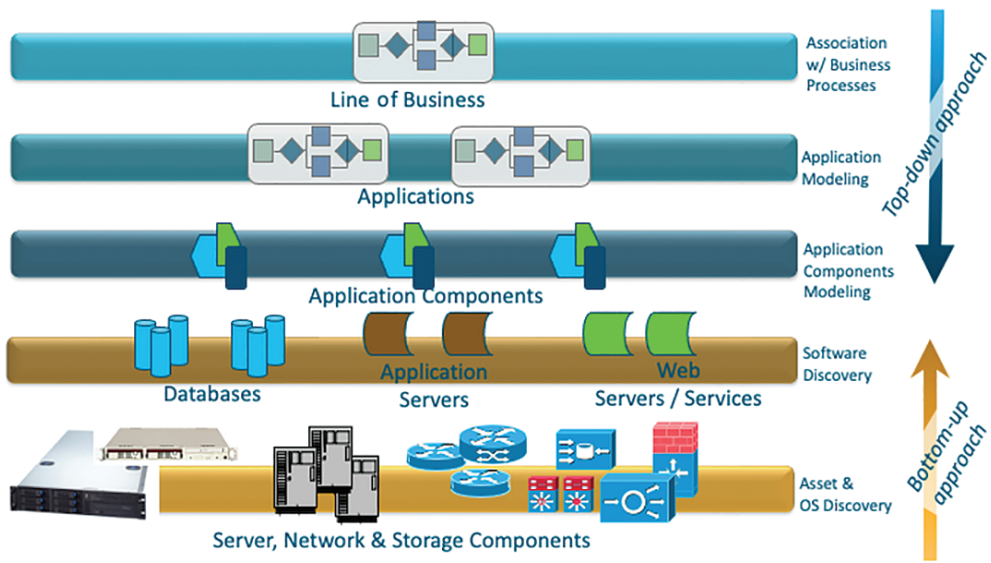 Association
w/ Business
Processes
Line of Business
Top-down approach
Application
Modeling
Applications
Application
Components
Modeling
Application Components
Software
Discovery
Databases
Application
Servers
Web
Servers / Services
Bottom-up
approach
Asset &
OS Discovery
Server, Network & Storage Components